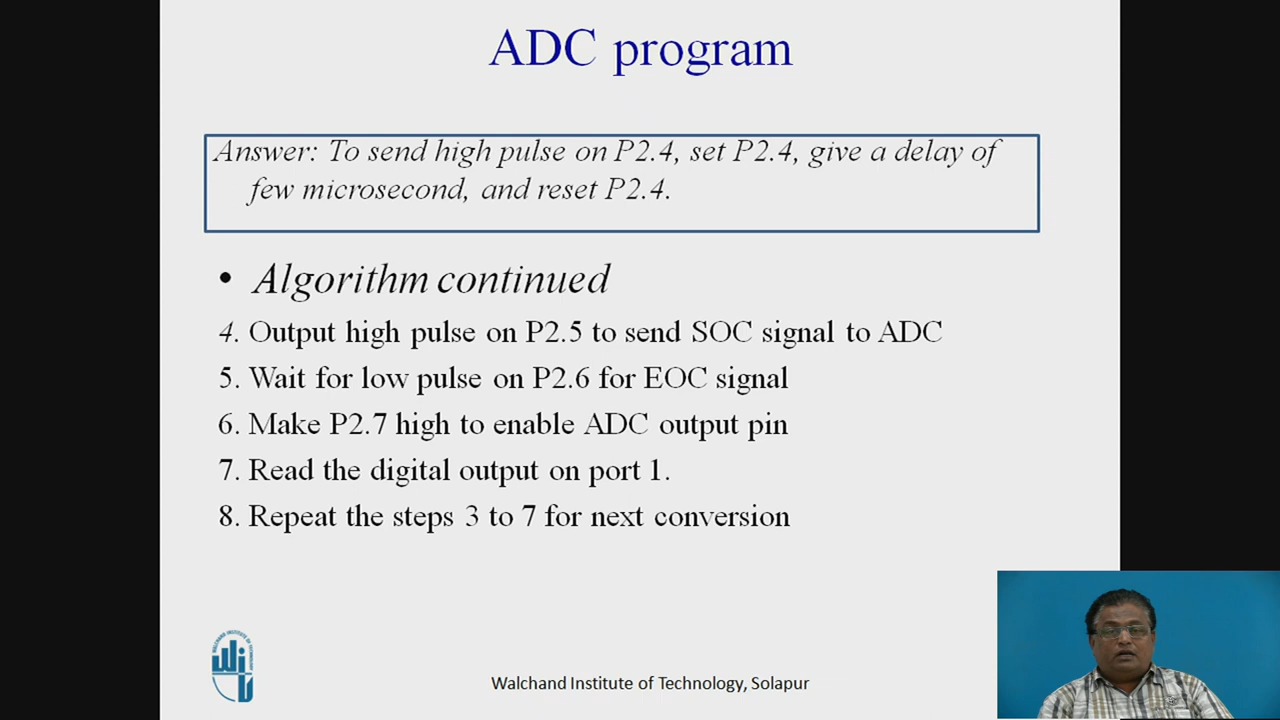 ADC program
Answer: To send high pulse on P2.4, set P2.4, give a delay of
few microsecond, and reset P2.4.
• Algorithm continued
4. Output high pulse on P2.5 to send SOC signal to ADC
5. Wait for low pulse on P2.6 for EOC signal
6. Make P2.7 high to enable ADC output pin
7. Read the digital output on port 1.
8. Repeat the steps 3 to 7 for next conversion
WALCHAND INSTITUTE OF TECHNOLOGY
Walchand Institute of Technology, Solapur